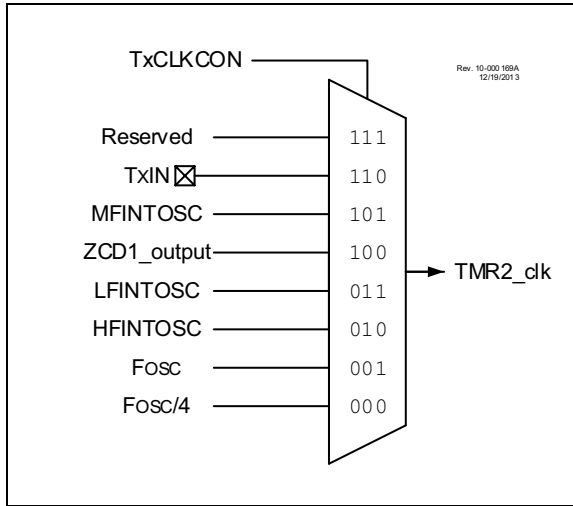 TxCLKCON
Rev. 10-000 169A
12/19/2013
Reserved 111
TxIN 110
MFINTOSC 101
ZCD1_output 100
TMR2_clk
LFINTOSC 011
HFINTOSC 010
FOSC 001
FOSC/4 000